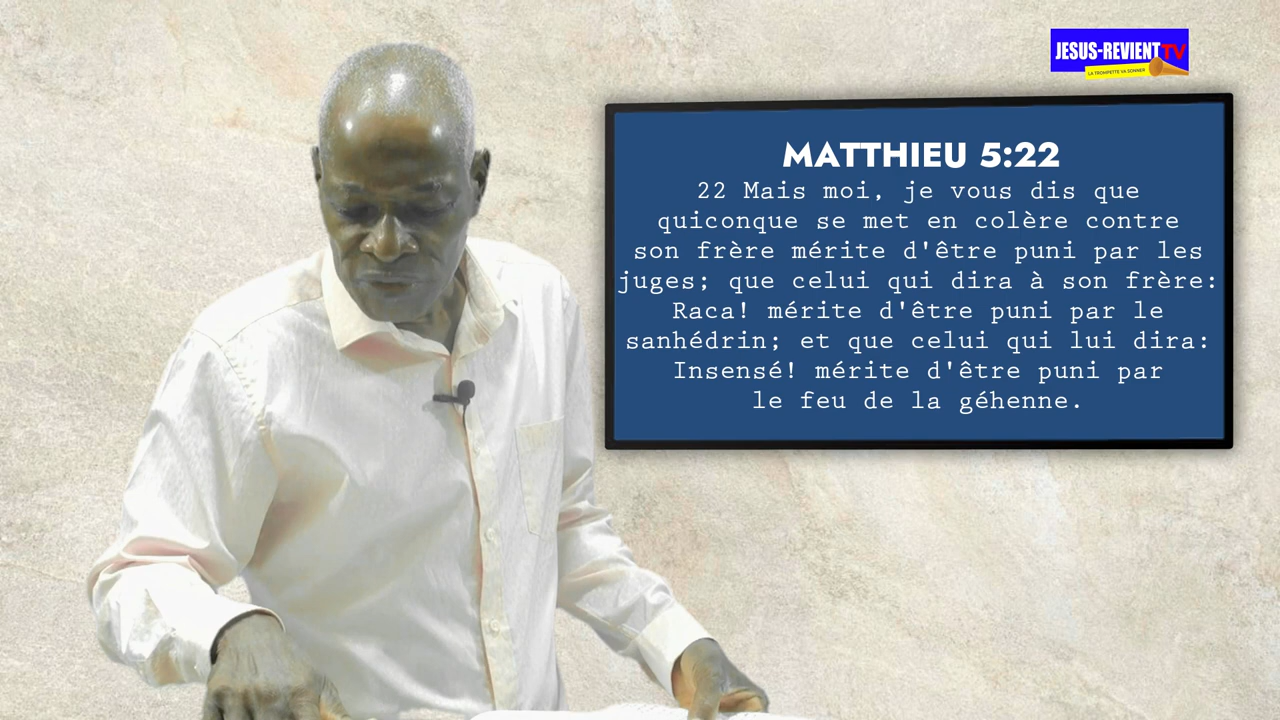 JESUS-REVIENT TV
LA TROMPETTE VA SONNER
MATTHIEU 5:22
22 Mais moi, je vous dis que
quiconque se met en colère contre
son frère mérite d'être puni par les
juges; que celui qui dira à son frère:
Raca! mérite d'être puni par le
sanhédrin; et que celui qui lui dira:
Insensé! mérite d'être puni par
le feu de la géhenne.